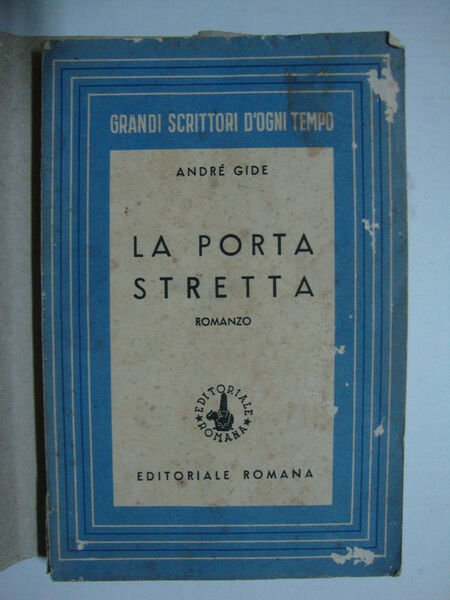 GRANDI SCRITTORI D'OGNI TEMPO
ANDRÉ GIDE
LA PORTA
STRETTA
ROMANZO
EDITORIALE
ROMANA
EDITORIALE ROMANA